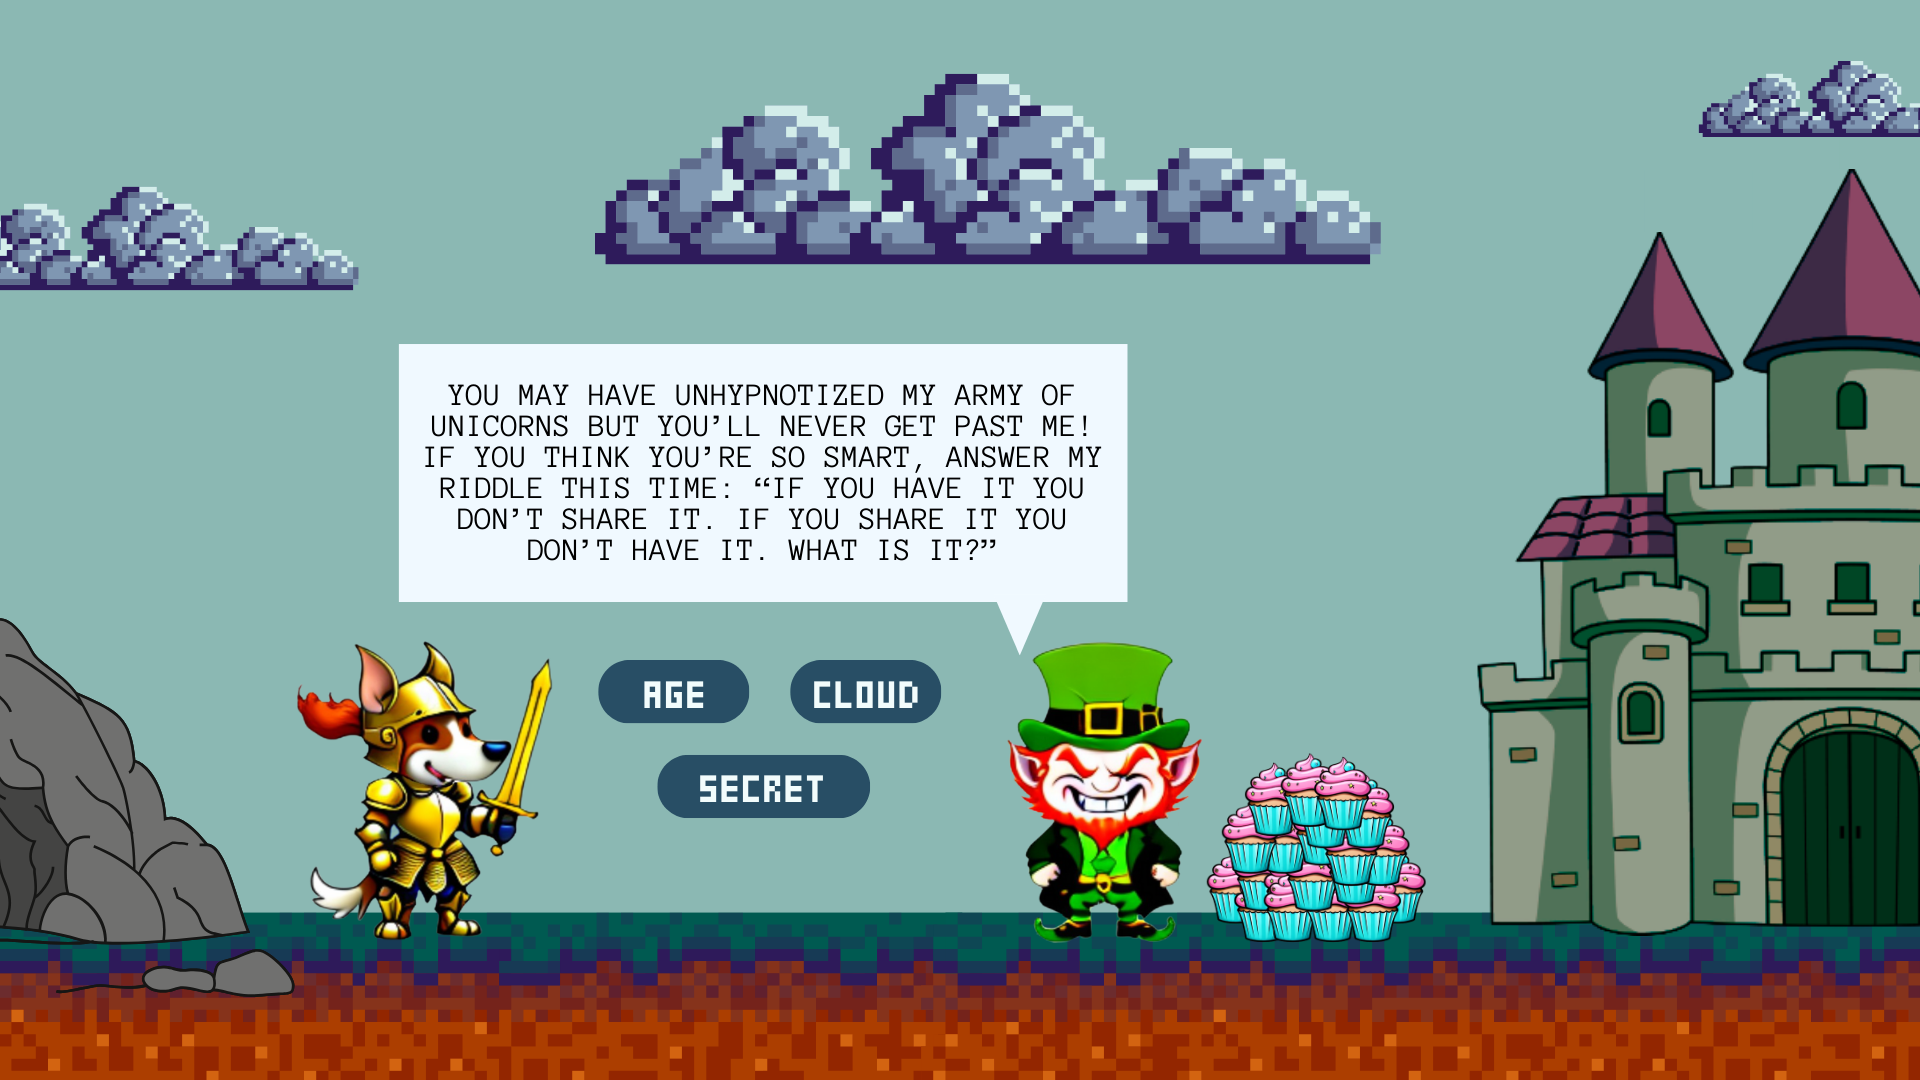 YOU MAY HAVE UNHYPNOTIZED MY ARMY OF
UNICORNS BUT YOU’LL NEVER GET PAST ME!
IF YOU THINK YOU’RE SO SMART, ANSWER MY
RIDDLE THIS TIME: “IF YOU HAVE IT YOU
DON’T SHARE IT. IF YOU SHARE IT YOU
DON’T HAVE IT. WHAT IS IT?”
AGE
CLOUD
SECRET